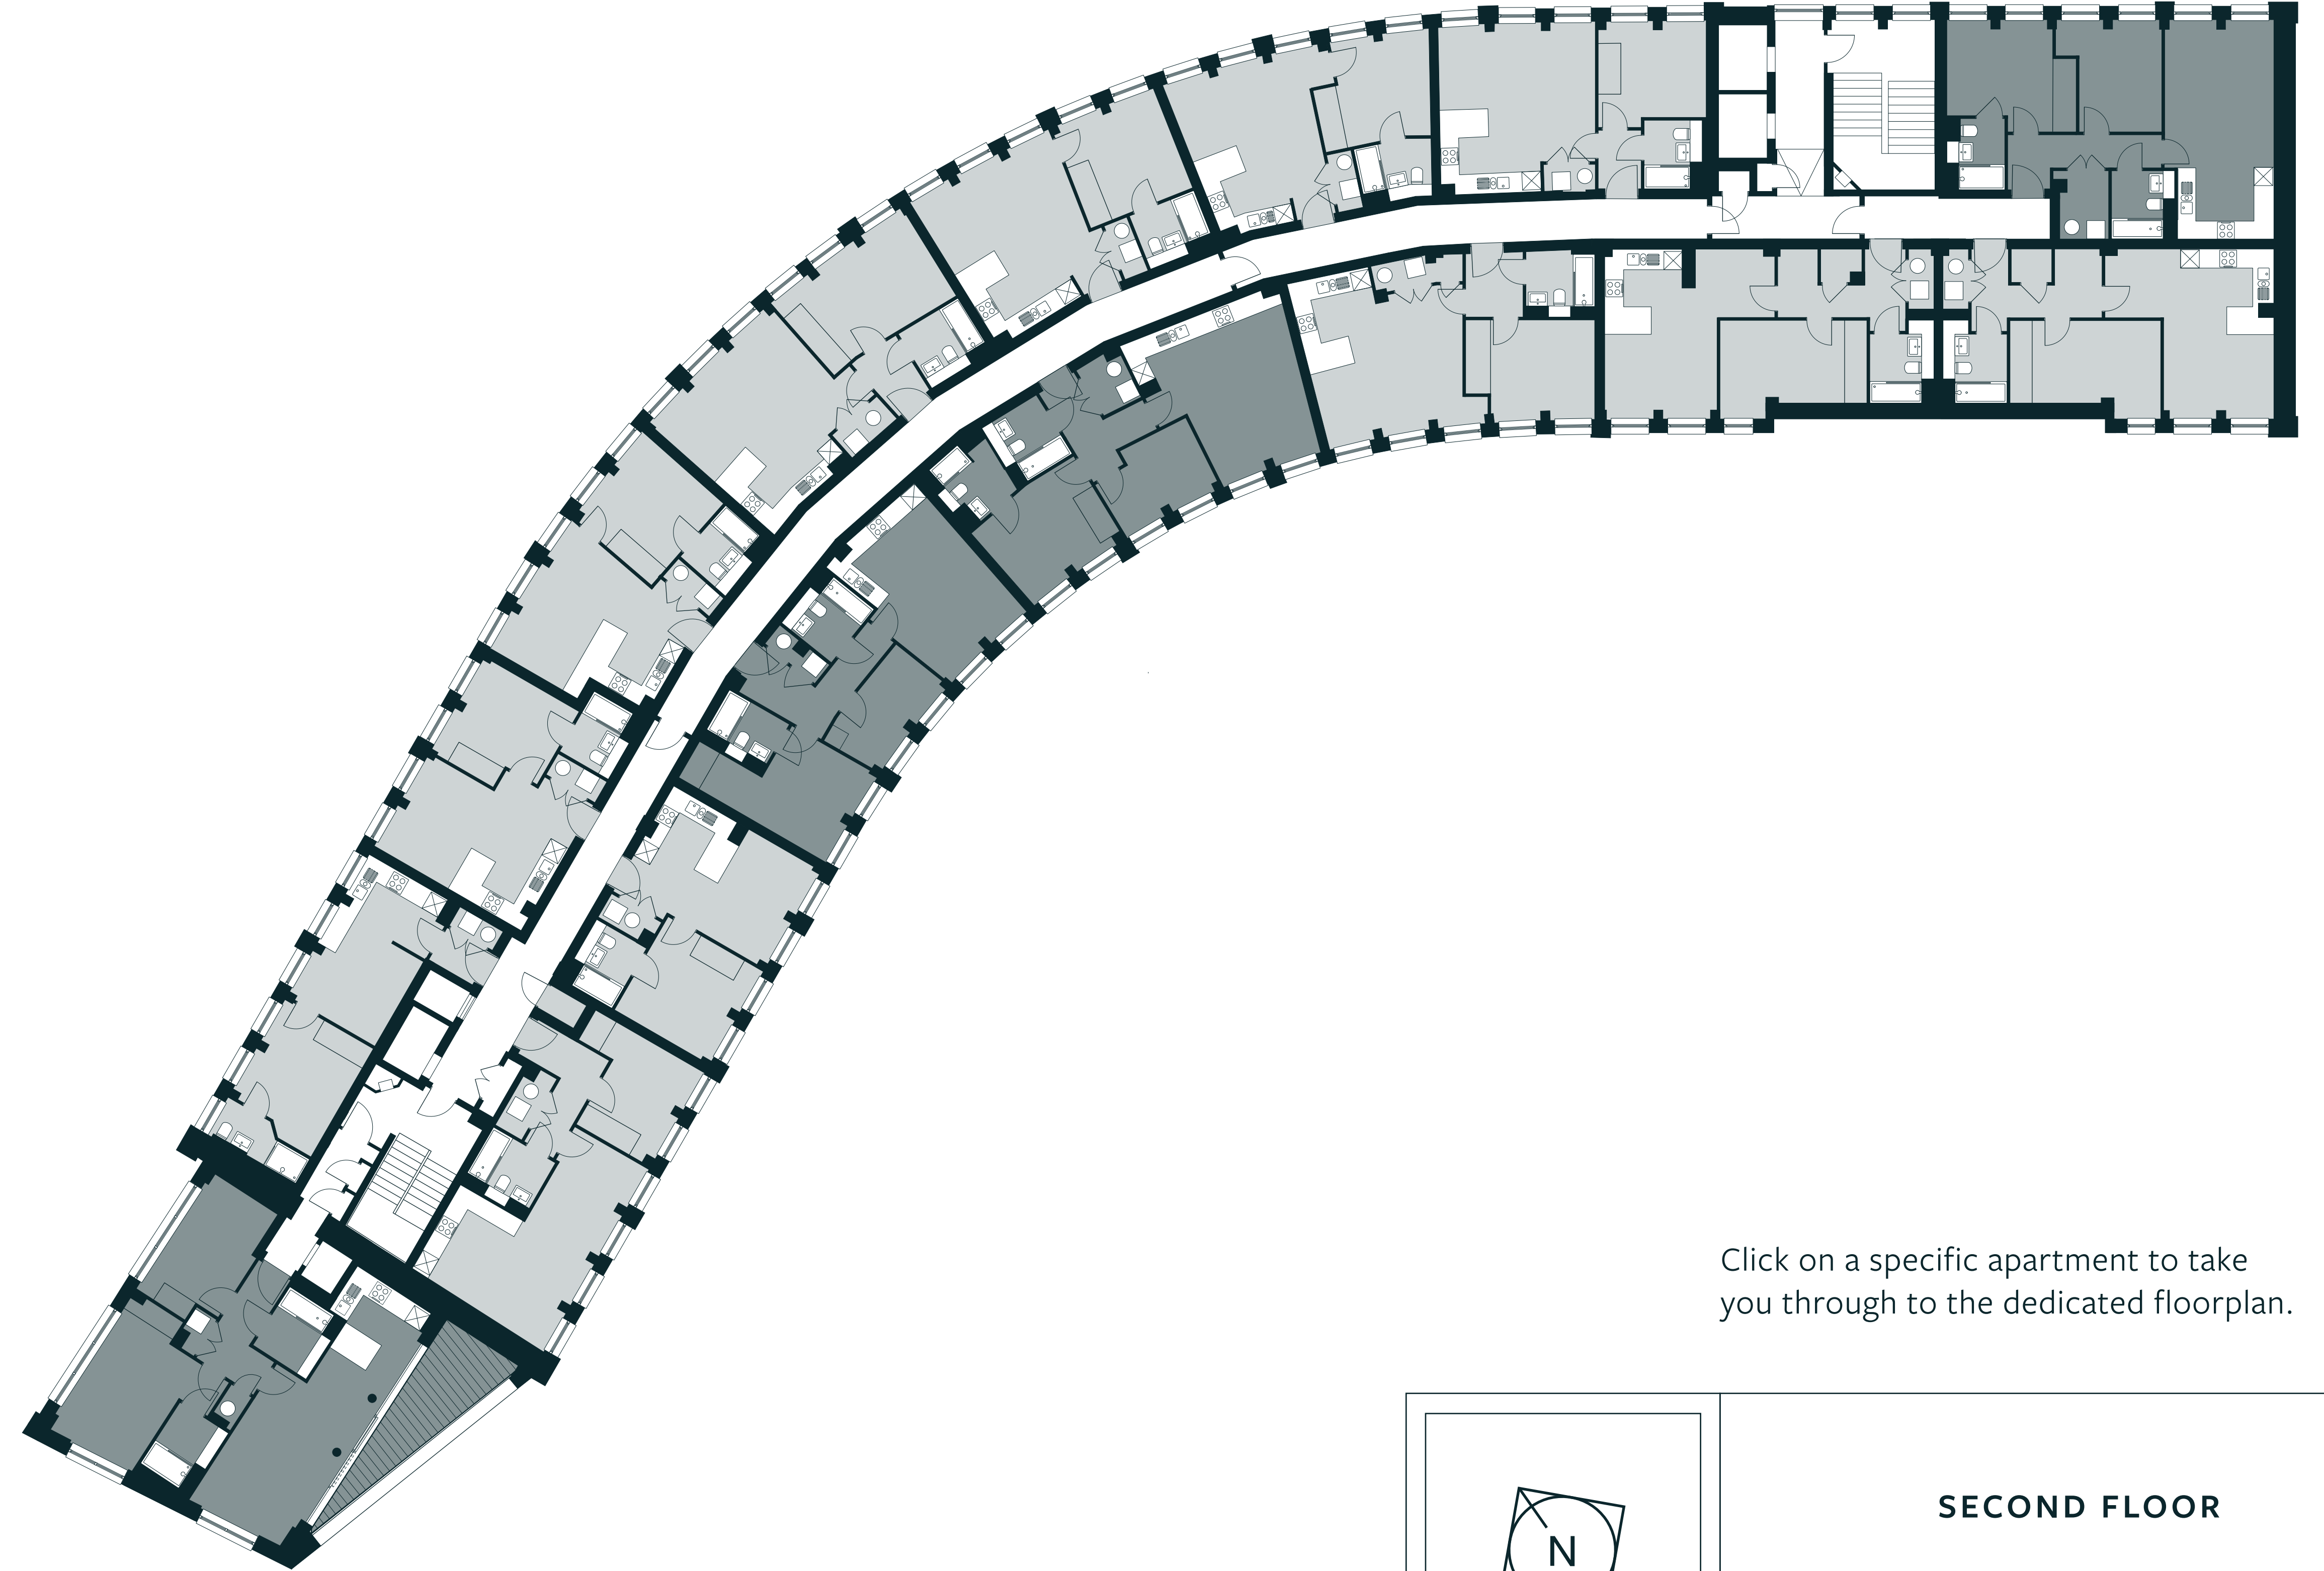 Click on a specific apartment to take
you through to the dedicated floorplan.
SECOND FLOOR
N